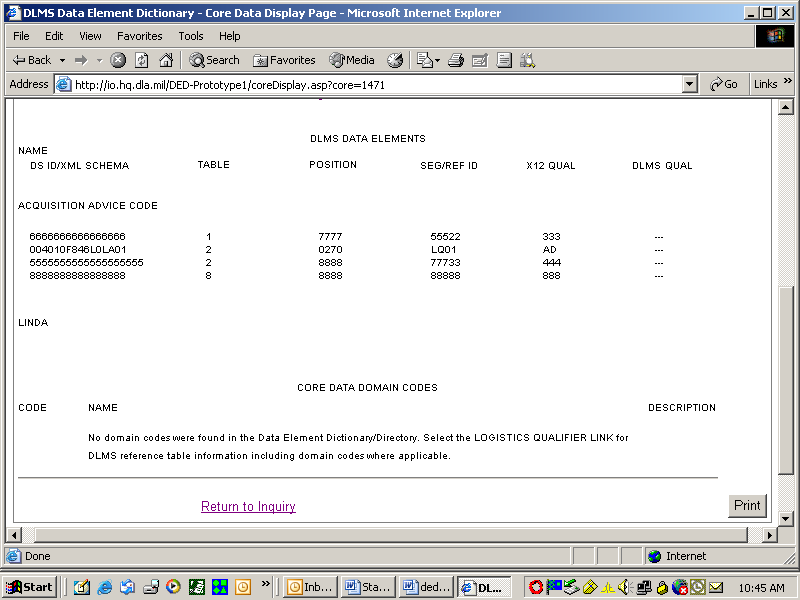 DLMS Data Element Dictionary - Core Data Display Page - Microsoft Internet Explorer
File Edit View Favorites Tools Help
Back Search Favorites Media
Address http://io.hq.dla.mil/DED-Prototype1/coreDisplay.asp?core=1471 Go Links »
DLMS DATA ELEMENTS
NAME
DS ID/XML SCHEMA TABLE POSITION SEG/REF ID X12 QUAL DLMS QUAL
ACQUISITION ADVICE CODE
6666666666666666 1 7777 55522 333 ---
004010F846L0LA01 2 0270 LQ01 AD ---
5555555555555555555 2 8888 77733 444 ---
8888888888888888 8 8888 88888 888 ---
LINDA
CORE DATA DOMAIN CODES
CODE NAME DESCRIPTION
No domain codes were found in the Data Element Dictionary/Directory. Select the LOGISTICS QUALIFIER LINK for
DLMS reference table information including domain codes where applicable.
Return to Inquiry Print
Done Internet
Start » Inb... Sta... ded... DL... 10:45 AM